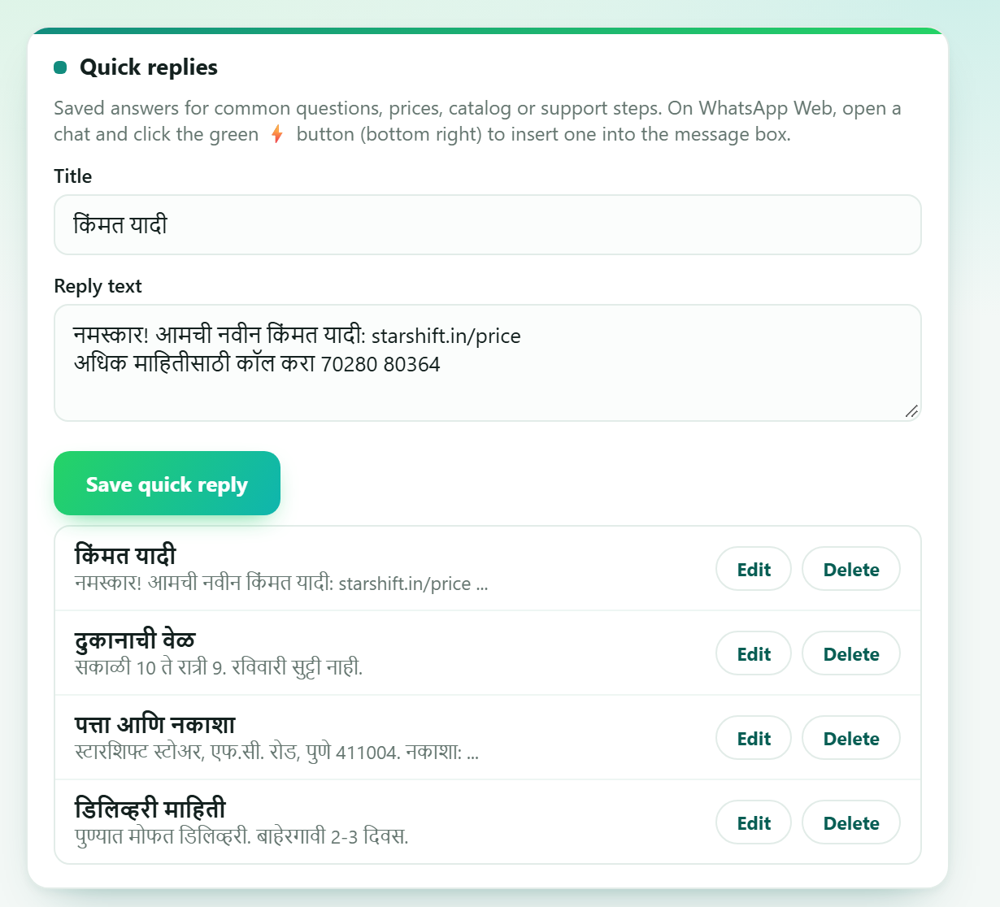 Quick replies
Saved answers for common questions, prices, catalog or support steps. On WhatsApp Web, open a
chat and click the green ⚡ button (bottom right) to insert one into the message box.
Title
किंमत यादी
Reply text
नमस्कार! आमची नवीन किंमत यादी: starshift.in/price
अधिक माहितीसाठी कॉल करा 70280 80364
Save quick reply
किंमत यादी
नमस्कार! आमची नवीन किंमत यादी: starshift.in/price ...
Edit Delete
दुकानाची वेळ
सकाळी 10 ते रात्री 9. रविवारी सुट्टी नाही.
Edit Delete
पत्ता आणि नकाशा
स्टारशिफ्ट स्टोअर, एफ.सी. रोड, पुणे 411004. नकाशा: ...
Edit Delete
डिलिव्हरी माहिती
पुण्यात मोफत डिलिव्हरी. बाहेरगावी 2-3 दिवस.
Edit Delete